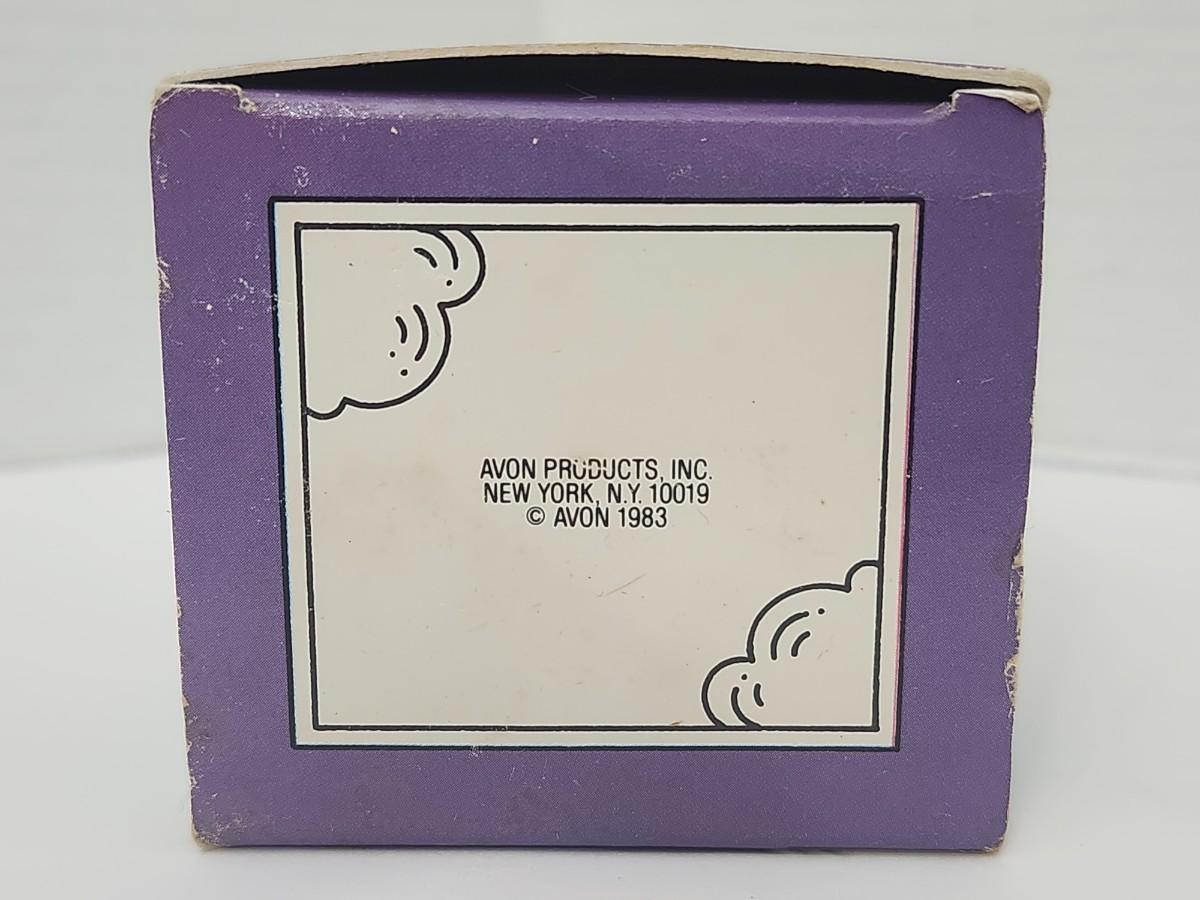 AVON PRODUCTS, INC.
NEW YORK, N.Y. 10019
© AVON 1983